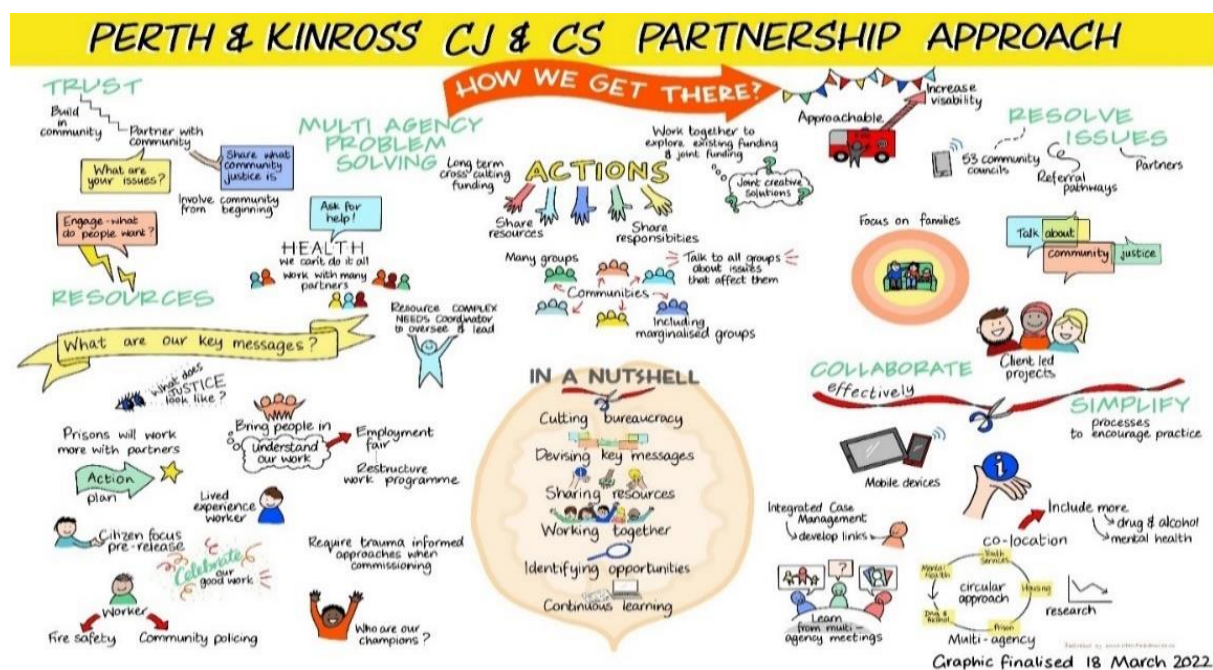 PERTH & KINROSS CJ & CS PARTNERSHIP APPROACH
HOW WE GET THERE?
TRUST
Build
in
community
Partner with
community
What are
your issues?
Share what
community
justice is
Involve community
from beginning
Engage-what
do people want?
RESOURCES
MULTI AGENCY
PROBLEM
SOLVING
Ask for
help!
HEALTH
we can't do it all
work with many
partners
Long term
cross cutting
funding
ACTIONS
Work together to
explore existing funding
& joint funding
Joint creative
solutions
Share
resources
Share
responsibities
Many groups
Communities
Talk to all groups
about issues
that affect them
Including
marginalised groups
Resource COMPLEX
NEEDS coordinator
to oversee & lead
Approachable
Increase
visability
RESOLVE
ISSUES
53 community
councils
Referral
pathways
Partners
Focus on families
Talk about
community justice
Client led
projects
What are our key messages?
What does
JUSTICE
look like?
Bring people in
understand
our work
Employment
fair
Restructure
work programme
Prisons will work
more with partners
Action
plan
Lived
experience
worker
Citizen focus
pre-release
Celebrate
our
good work
Require trauma informed
approaches when
commissioning
Worker
Fire safety
Community policing
Who are our
champions?
IN A NUTSHELL
Cutting bureaucracy
Devising key messages
Sharing resources
Working together
Identifying opportunities
Continuous learning
COLLABORATE
effectively
SIMPLIFY
processes
to encourage practice
Mobile devices
i
Integrated Case
Management
develop links
co-location
Include more
drug & alcohol
mental health
?
Learn
from multi-
agency meetings
Youth
Services
Mental
Health
circular
approach
Housing
Drug &
Alcohol
Prison
Multi-agency
research
Graphic finalised 18 March 2022